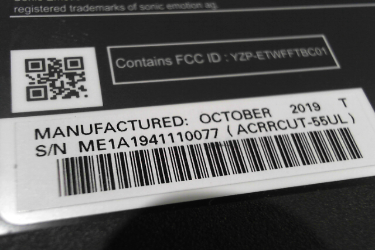 registered trademarks of sonic emotion ag.
Contains FCC ID : YZP-ETWFFTBC01
MANUFACTURED: OCTOBER 2019 T
S/N ME1A1941110077 (ACRRCUT-55UL)